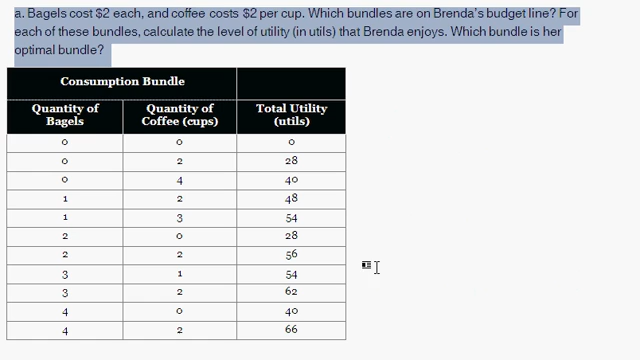 a. Bagels cost $2 each, and coffee costs $2 per cup. Which bundles are on Brenda's budget line? For
each of these bundles, calculate the level of utility (in utils) that Brenda enjoys. Which bundle is her
optimal bundle?
Consumption Bundle
Quantity of Bagels Quantity of Coffee (cups) Total Utility (utils)
0 0 0
0 2 28
0 4 40
1 2 48
1 3 54
2 0 28
2 2 56
3 1 54
3 2 62
4 0 40
4 2 66